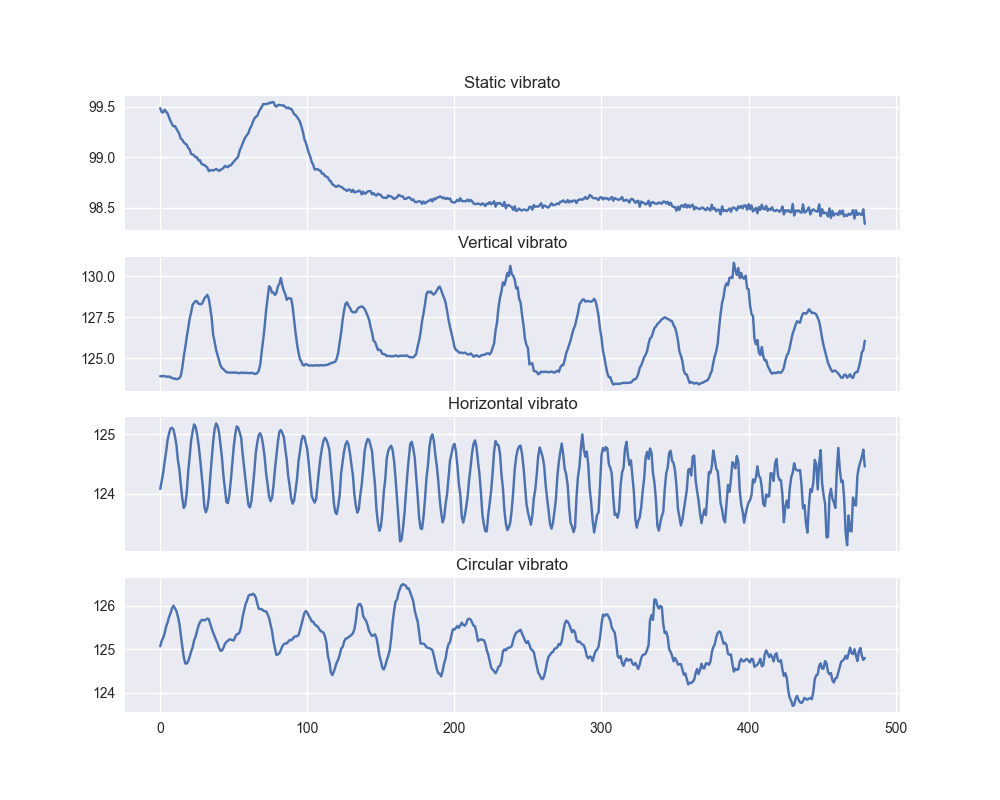 Static vibrato
99.5
99.0
98.5
Vertical vibrato
130.0
127.5
125.0
Horizontal vibrato
125
124
Circular vibrato
126
125
124
0 100 200 300 400 500